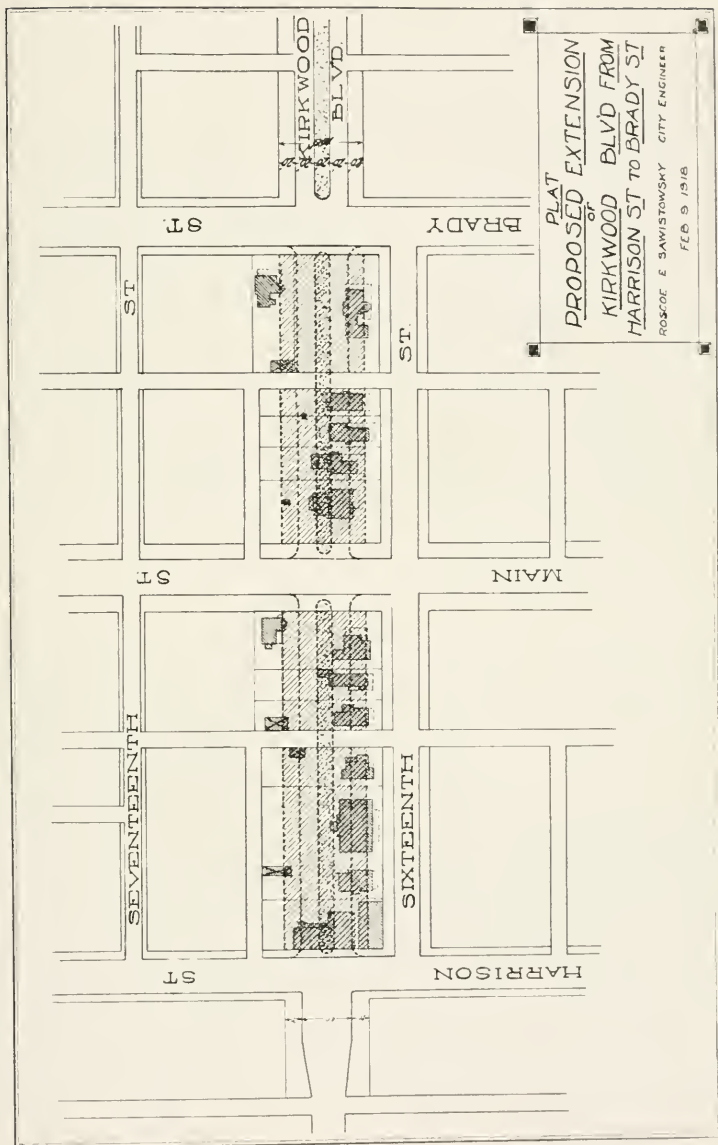 PLAT
PROPOSED EXTENSION
OF
KIRKWOOD BLV'D FROM
HARRISON ST TO BRADY ST
ROSCOE E SAWISTOWSKY CITY ENGINEER
FEB 9 1918
KIRKWOOD
BLVD.
BRADY
ST.
MAIN
ST.
HARRISON
ST
SEVENTEENTH
ST
SIXTEENTH
ST.